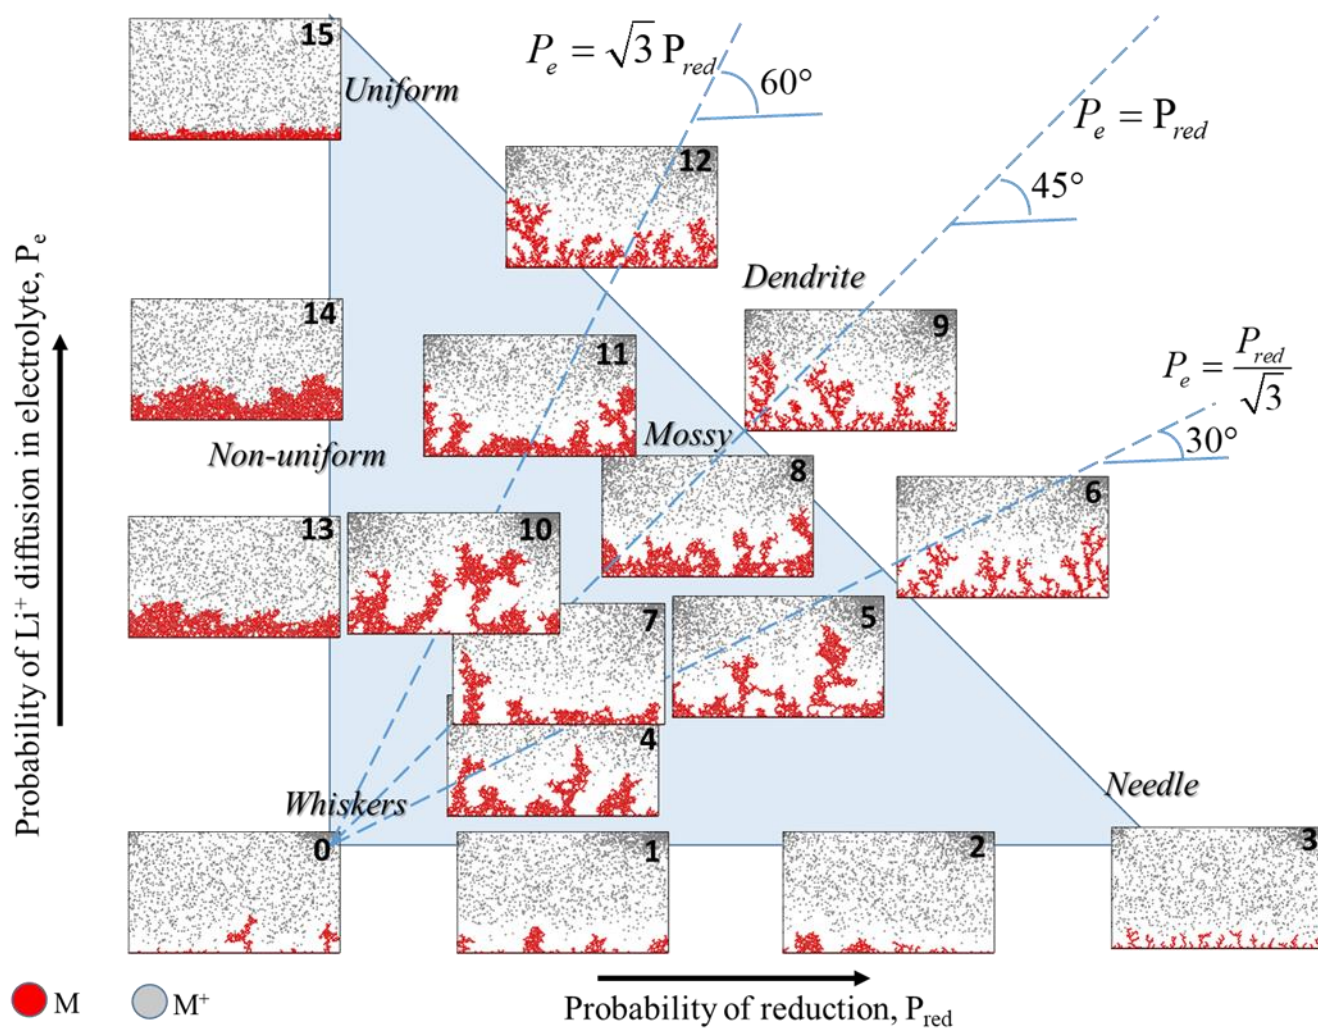 15
Uniform
P_e = √3 P_red
60°
P_e = P_red
12
45°
Dendrite
14
11
9
P_e = P_red/√3
Mossy
30°
Non-uniform
8
6
13
10
7
5
4
Whiskers
Needle
0
1
2
3
Probability of Li⁺ diffusion in electrolyte, P_e
M
M⁺
Probability of reduction, P_red